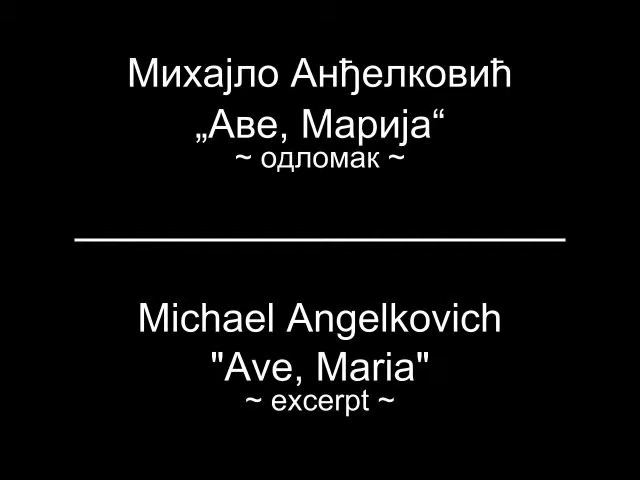 Михајло Анђелковић
„Аве, Марија“
~ одломак ~
Michael Angelkovich
"Ave, Maria"
~ excerpt ~